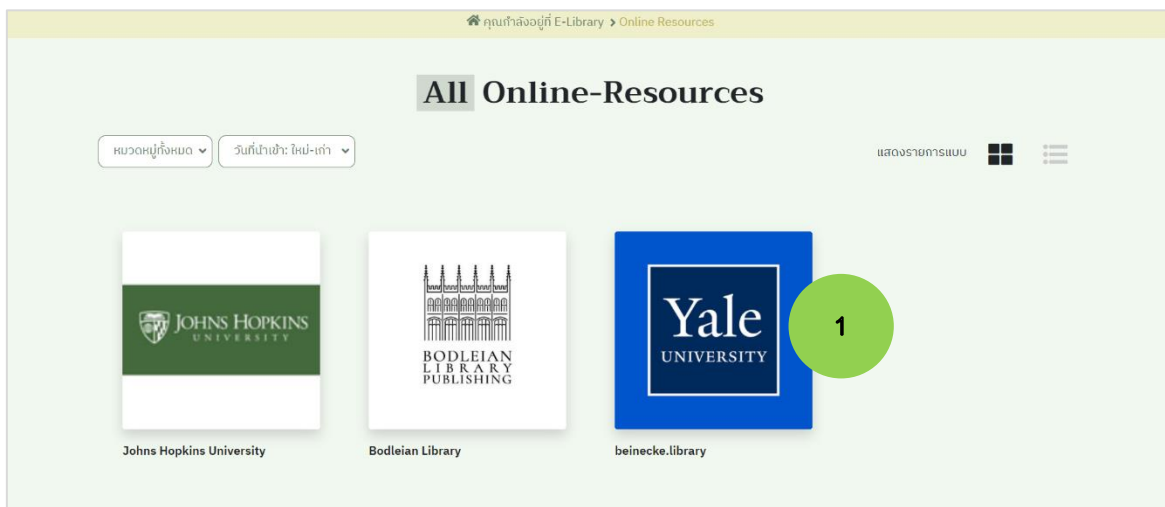 คุณกำลังอยู่ที่ E-Library > Online Resources
All Online-Resources
หมวดหมู่ทั้งหมด วันที่นำเข้า: ใหม่-เก่า แสดงรายการแบบ
JOHNS HOPKINS
UNIVERSITY
BODLEIAN
LIBRARY
PUBLISHING
Yale
UNIVERSITY
1
Johns Hopkins University Bodleian Library beinecke.library